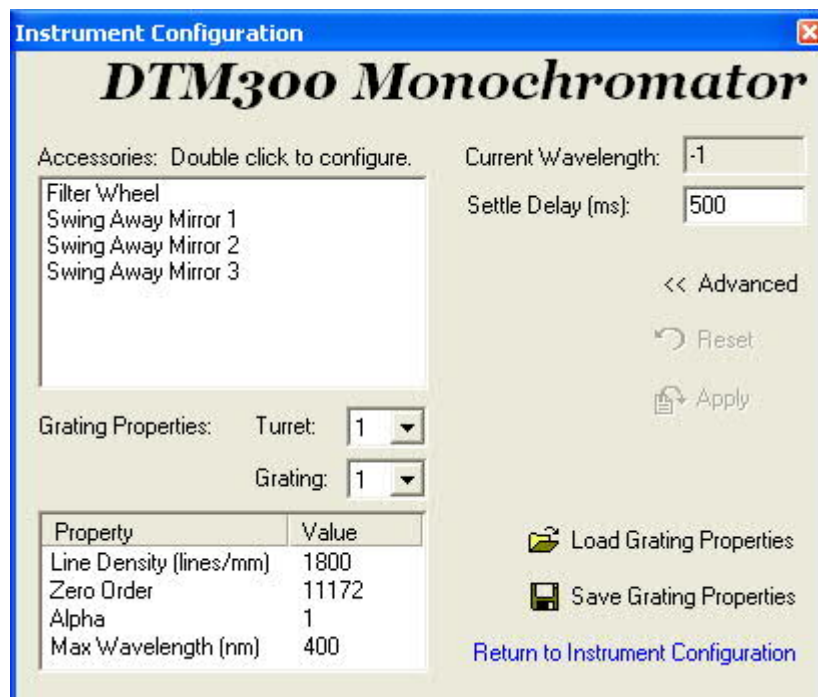 Instrument Configuration
DTM300 Monochromator
Accessories: Double click to configure.
Filter Wheel
Swing Away Mirror 1
Swing Away Mirror 2
Swing Away Mirror 3
Current Wavelength: -1
Settle Delay (ms): 500
<< Advanced
Reset
Apply
Grating Properties: Turret: 1
Grating: 1
Property Value
Line Density (lines/mm) 1800
Zero Order 11172
Alpha 1
Max Wavelength (nm) 400
Load Grating Properties
Save Grating Properties
Return to Instrument Configuration